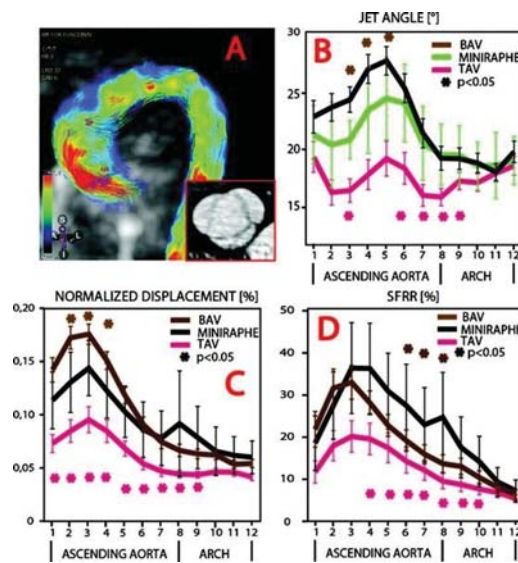 A
JET ANGLE [°]
30
25
20
15
B
BAV
MINIRAPHE
TAV
p<0.05
1 2 3 4 5 6 7 8 9 10 11 12
ASCENDING AORTA
ARCH
NORMALIZED DISPLACEMENT [%]
0,20
0,15
0,10
0,05
0,00
BAV
MINIRAPHE
TAV
p<0.05
C
1 2 3 4 5 6 7 8 9 10 11 12
ASCENDING AORTA
ARCH
SFRR [%]
50
40
30
20
10
0
D
BAV
MINIRAPHE
TAV
p<0.05
1 2 3 4 5 6 7 8 9 10 11 12
ASCENDING AORTA
ARCH